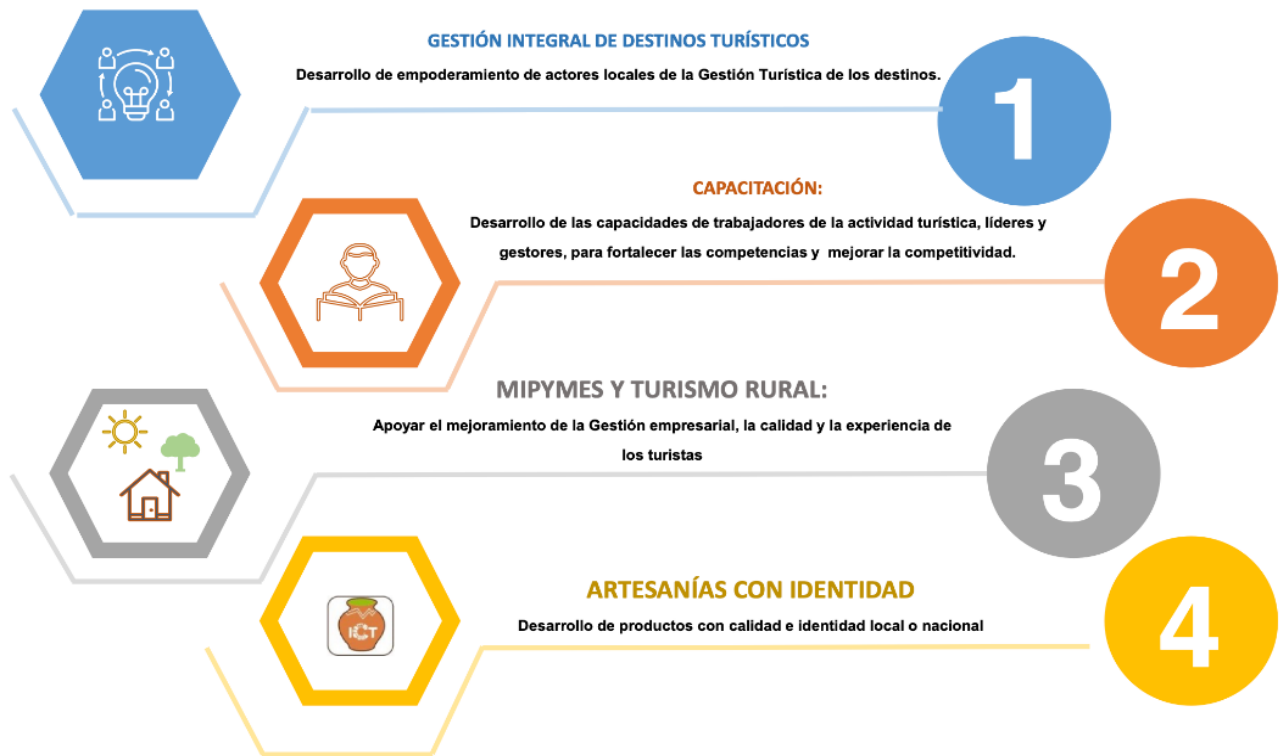 GESTIÓN INTEGRAL DE DESTINOS TURÍSTICOS
Desarrollo de empoderamiento de actores locales de la Gestión Turística de los destinos.
1
CAPACITACIÓN:
Desarrollo de las capacidades de trabajadores de la actividad turística, líderes y
gestores, para fortalecer las competencias y mejorar la competitividad.
2
MIPYMES Y TURISMO RURAL:
Apoyar el mejoramiento de la Gestión empresarial, la calidad y la experiencia de
los turistas
3
ICT
ARTESANÍAS CON IDENTIDAD
Desarrollo de productos con calidad e identidad local o nacional
4